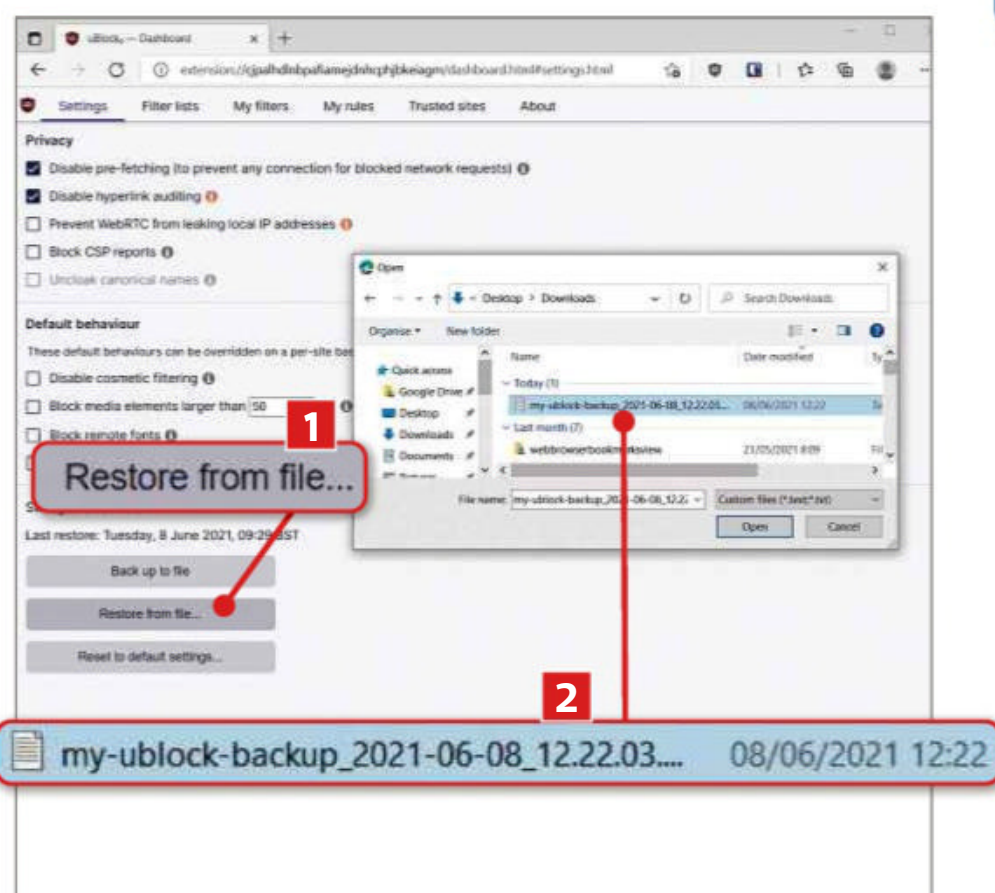 uBlock₀ — Dashboard
extension://cjpalhdlnbpafiamejdnhcphjbkeiagm/dashboard.html#settings.html
Settings Filter lists My filters My rules Trusted sites About
Privacy
Disable pre-fetching (to prevent any connection for blocked network requests)
Disable hyperlink auditing
Prevent WebRTC from leaking local IP addresses
Block CSP reports
Uncloak canonical names
Default behaviour
These default behaviours can be overridden on a per-site
Disable cosmetic filtering
Block media elements larger than 50
Block remote fonts
1
Restore from file...
Last restore: Tuesday, 8 June 2021, 09:29 BST
Back up to file
Restore from file...
Reset to default settings...
Open
Desktop > Downloads
Search Downloads
Organise New folder
Name Date modified
Quick access
Google Drive
Desktop
Downloads
Documents
Today (1)
my-ublock-backup_2021-06-08_12.22.03... 08/06/2021 12:22
Last month (7)
webbrowserbookmarksview 21/05/2021 8:09
File name: my-ublock-backup_2021-06-08_12.2 Custom files (*.text;*.txt)
Open Cancel
2
my-ublock-backup_2021-06-08_12.22.03.... 08/06/2021 12:22